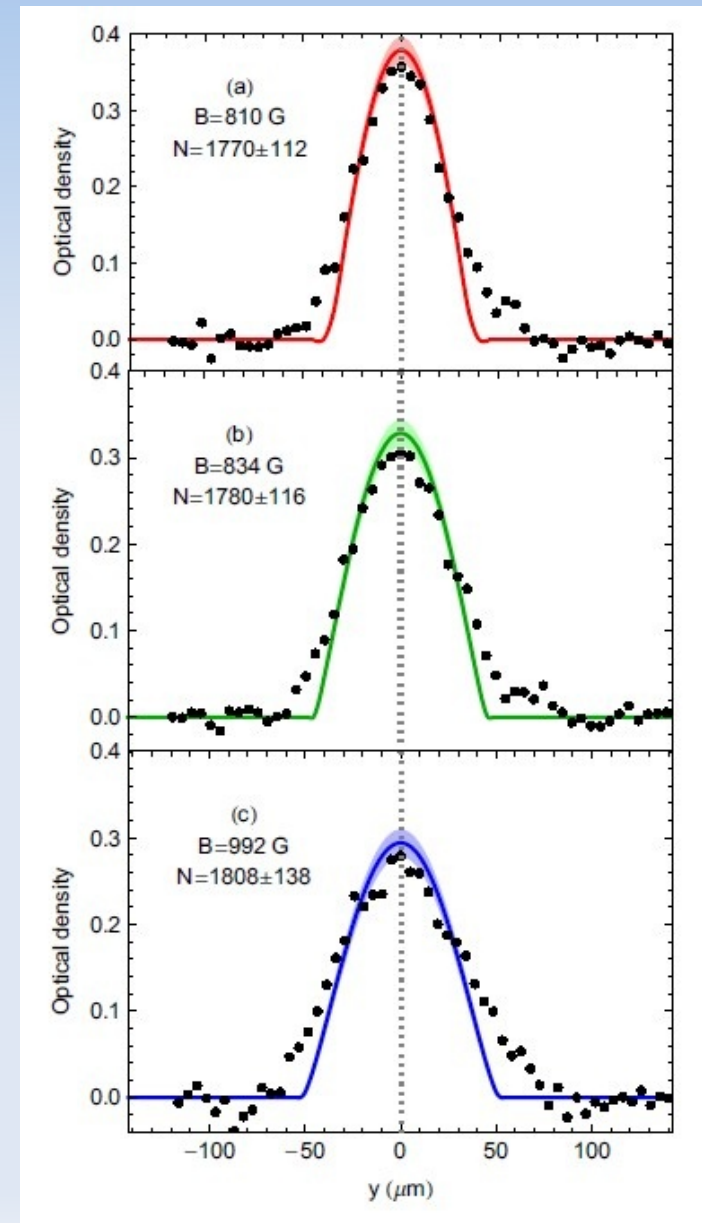 0.4
(a)
B=810 G
N=1770±112
0.3
0.2
0.1
0.0
Optical density
0.4
(b)
B=834 G
N=1780±116
0.3
0.2
0.1
0.0
Optical density
0.4
(c)
B=992 G
N=1808±138
0.3
0.2
0.1
0.0
Optical density
−100 −50 0 50 100
y (μm)